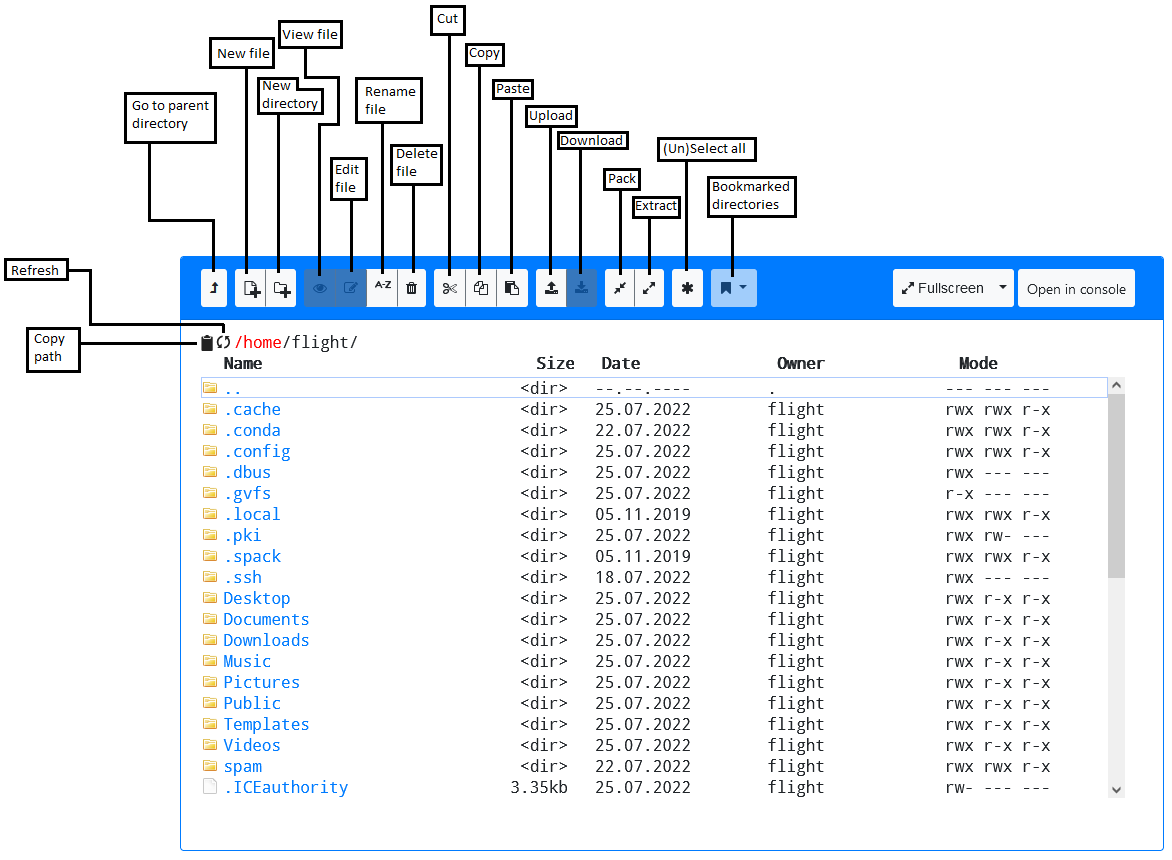 Cut
View file
New file
Copy
New
directory
Rename
file
Paste
Go to parent
directory
Upload
Download
(Un)Select all
Delete
file
Edit
file
Pack
Bookmarked
directories
Extract
Refresh
A-Z
Fullscreen
Open in console
Copy
path
/home/flight/
Name Size Date Owner Mode
.. <dir> --.--.---- . --- --- ---
.cache <dir> 25.07.2022 flight rwx rwx r-x
.conda <dir> 22.07.2022 flight rwx rwx r-x
.config <dir> 25.07.2022 flight rwx rwx r-x
.dbus <dir> 25.07.2022 flight rwx --- ---
.gvfs <dir> 25.07.2022 flight r-x --- ---
.local <dir> 05.11.2019 flight rwx rwx r-x
.pki <dir> 25.07.2022 flight rwx rw- ---
.spack <dir> 05.11.2019 flight rwx rwx r-x
.ssh <dir> 18.07.2022 flight rwx --- ---
Desktop <dir> 25.07.2022 flight rwx r-x r-x
Documents <dir> 25.07.2022 flight rwx r-x r-x
Downloads <dir> 25.07.2022 flight rwx r-x r-x
Music <dir> 25.07.2022 flight rwx r-x r-x
Pictures <dir> 25.07.2022 flight rwx r-x r-x
Public <dir> 25.07.2022 flight rwx r-x r-x
Templates <dir> 25.07.2022 flight rwx r-x r-x
Videos <dir> 25.07.2022 flight rwx r-x r-x
spam <dir> 22.07.2022 flight rwx rwx r-x
.ICEauthority 3.35kb 25.07.2022 flight rw- --- ---